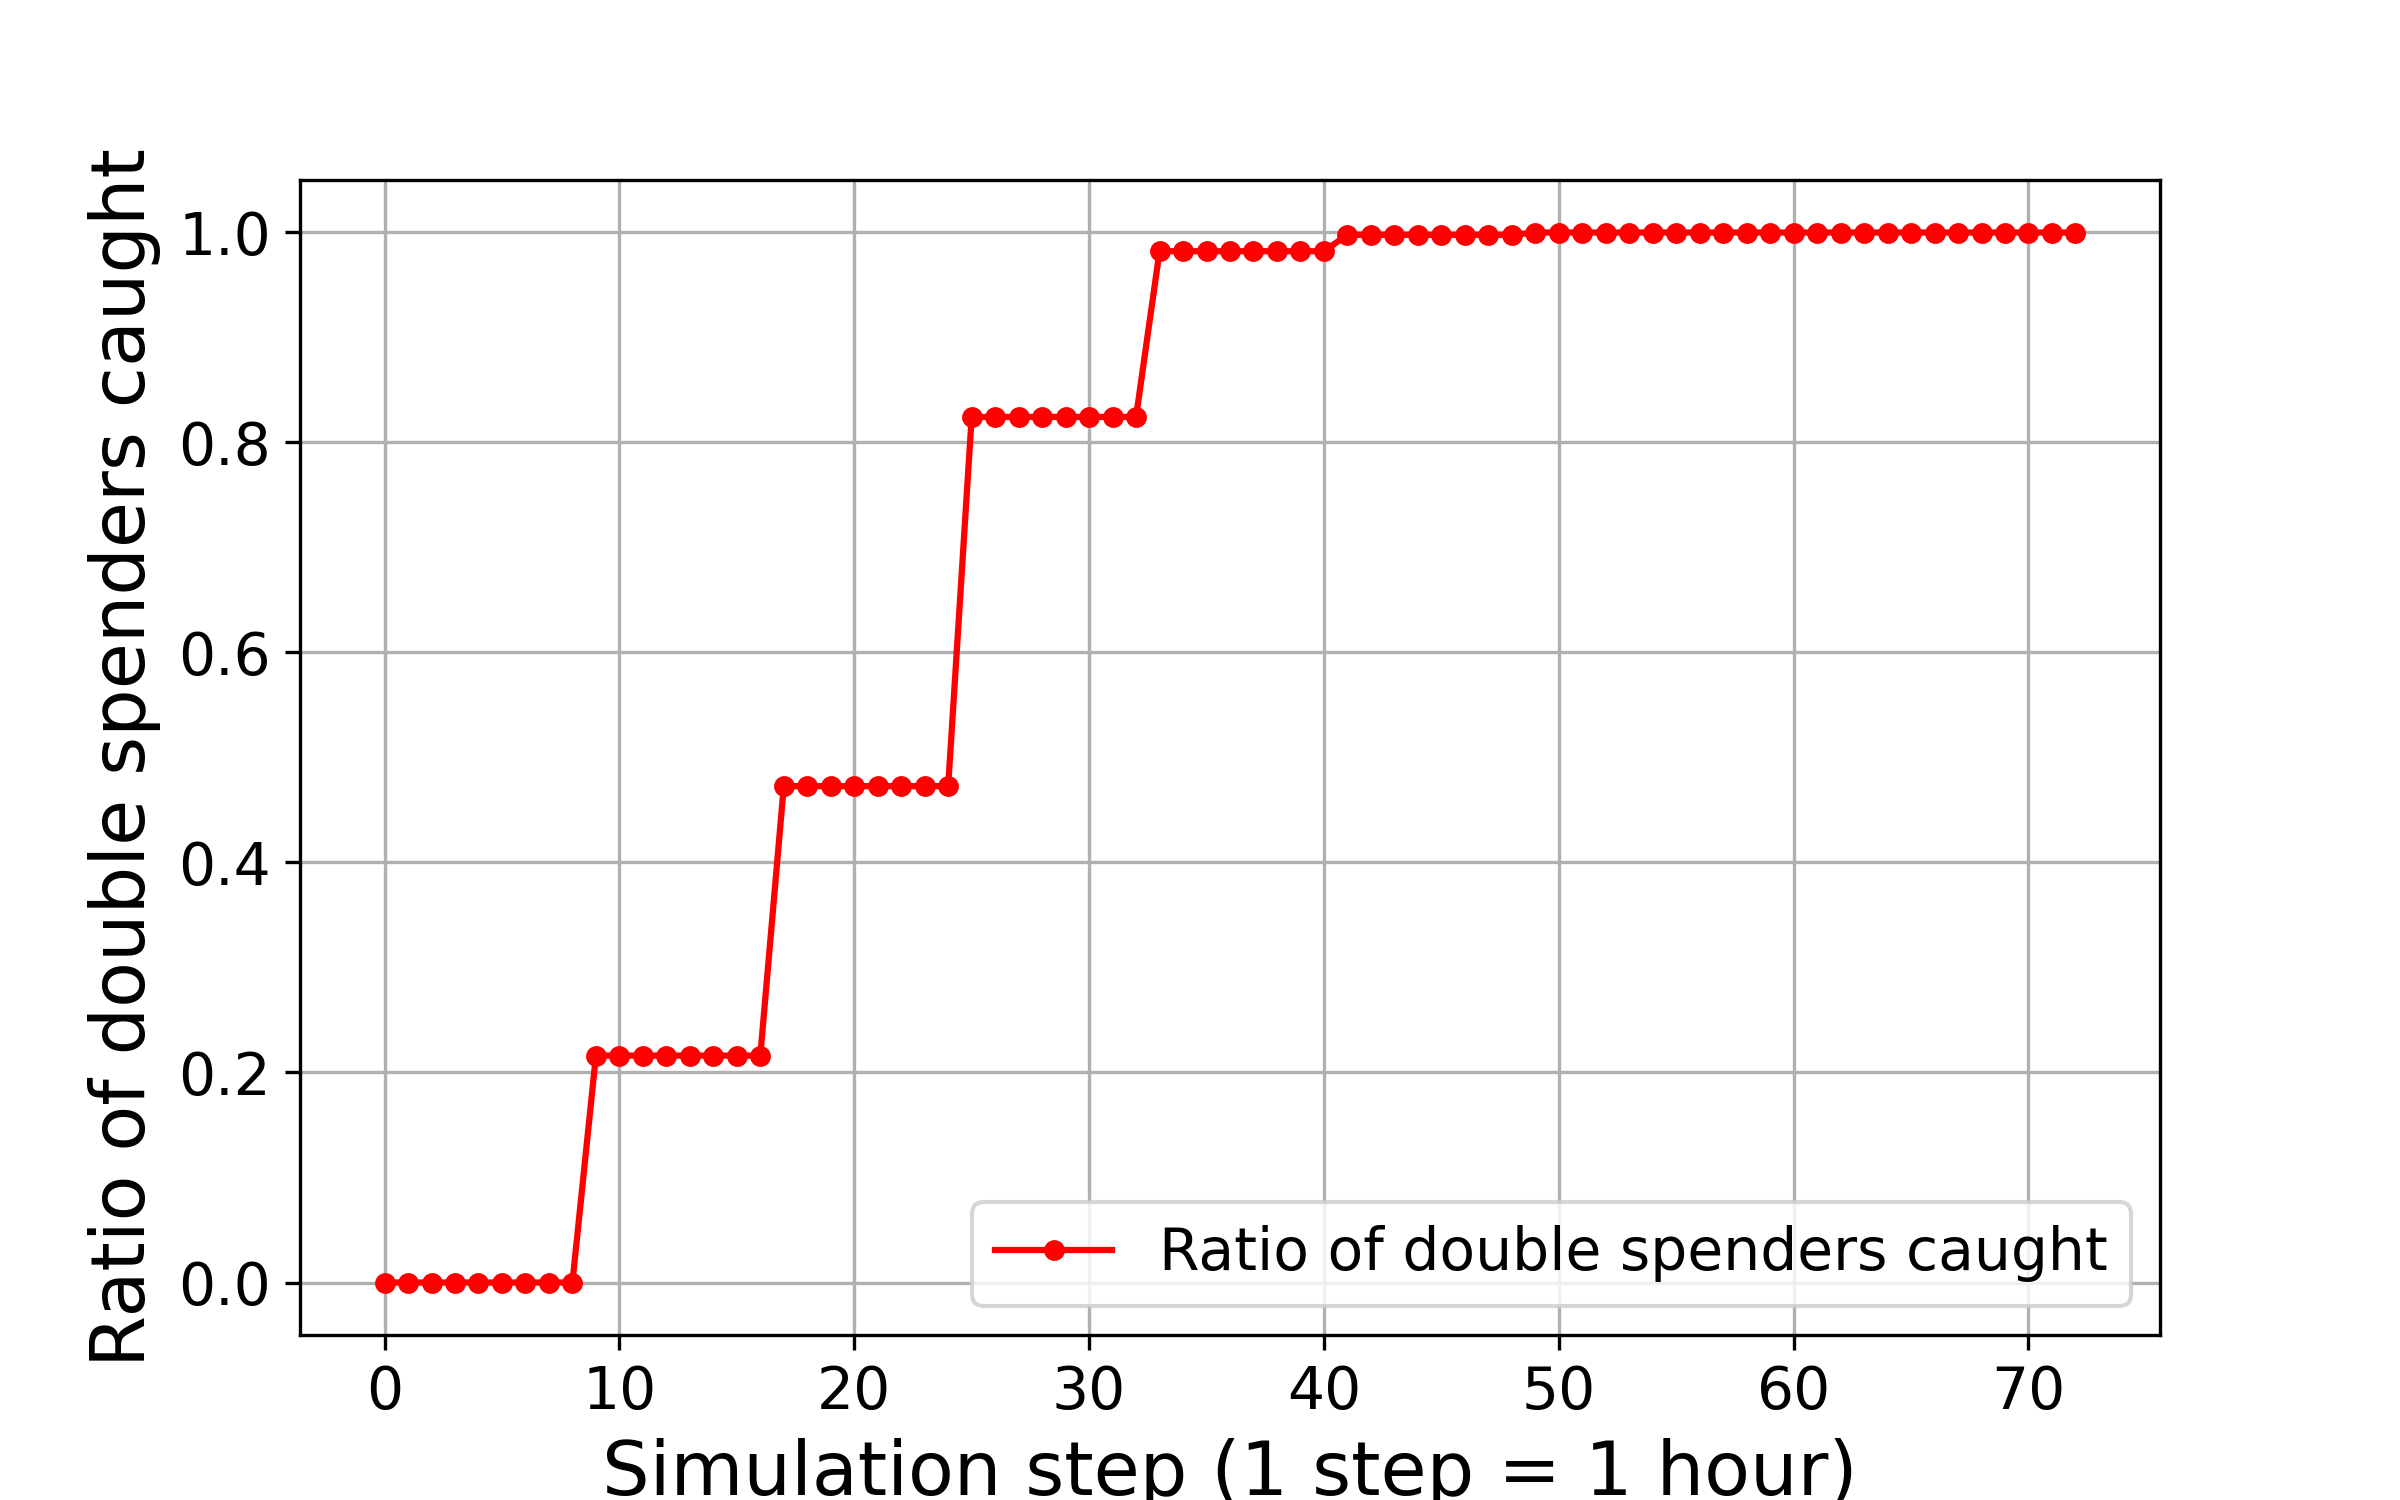 Ratio of double spenders caught
1.0
0.8
0.6
0.4
0.2
0.0
Ratio of double spenders caught
0 10 20 30 40 50 60 70
Simulation step (1 step = 1 hour)